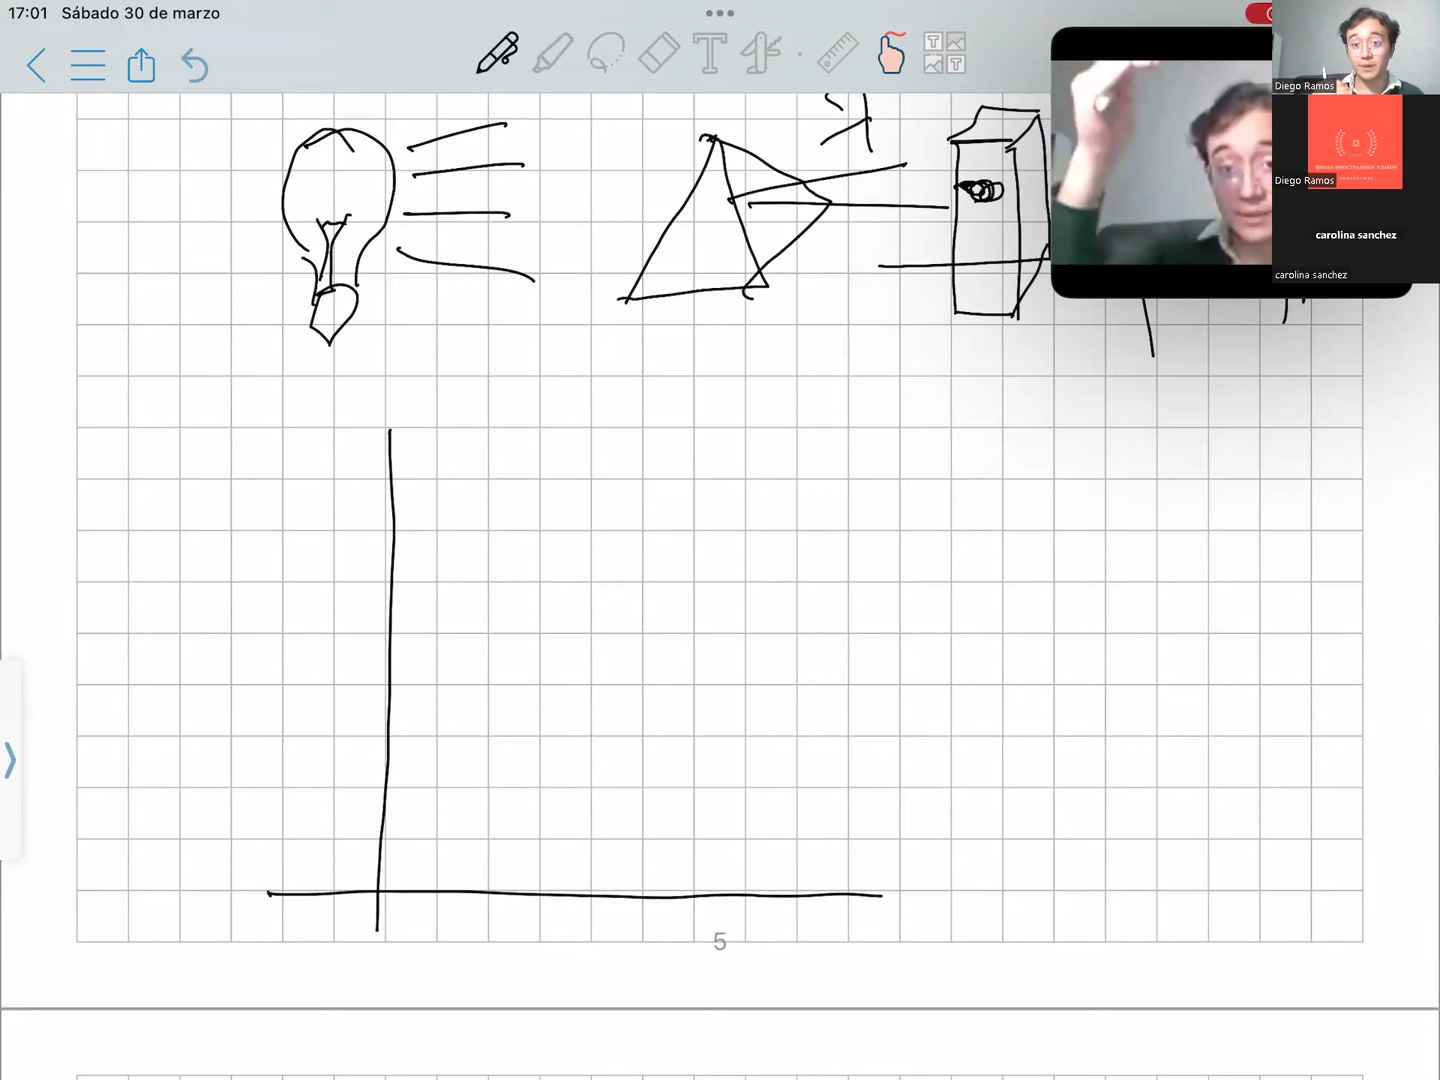 17:01 Sábado 30 de marzo
T
T
T
Diego Ramos
Diego Ramos
carolina sanchez
carolina sanchez
λ
5